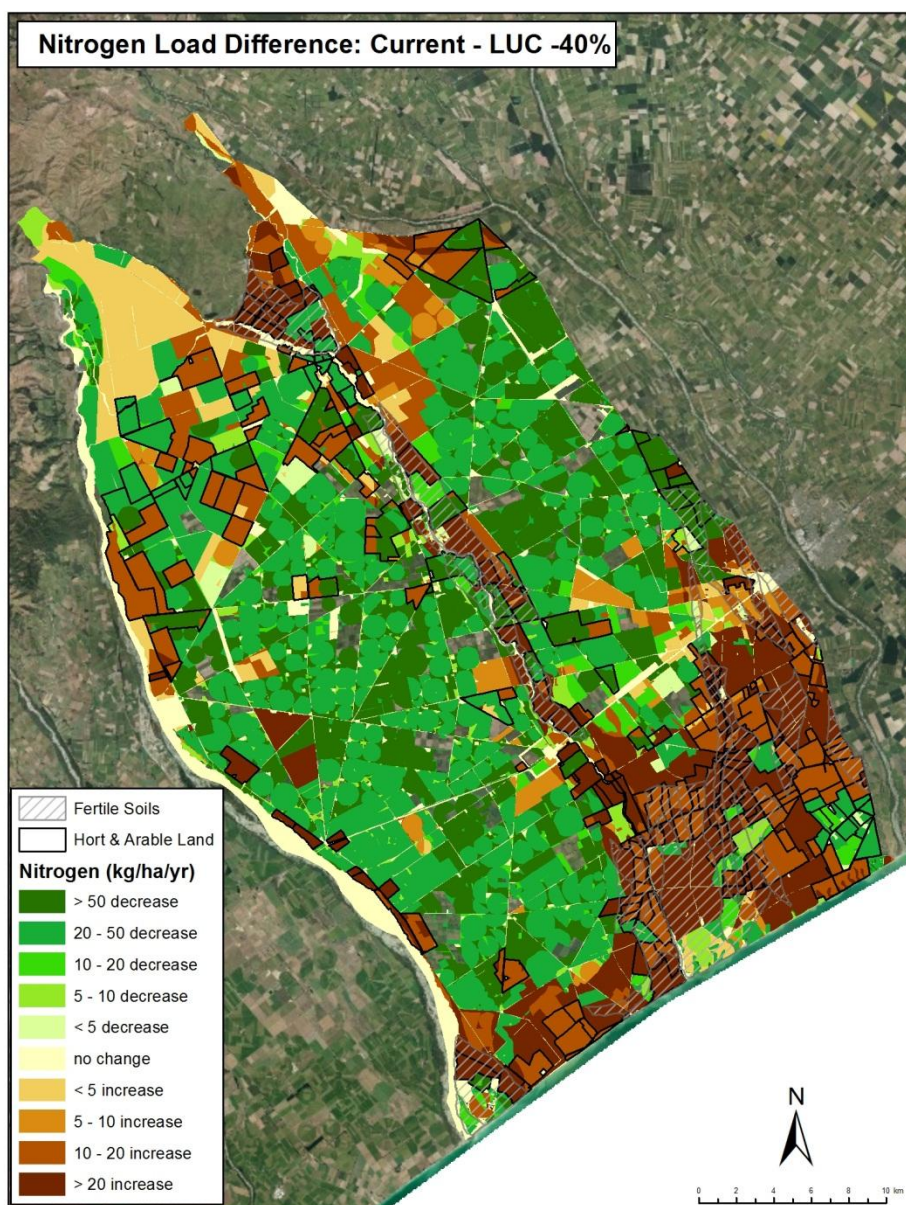 Nitrogen Load Difference: Current - LUC -40%
Fertile Soils
Hort & Arable Land
Nitrogen (kg/ha/yr)
> 50 decrease
20 - 50 decrease
10 - 20 decrease
5 - 10 decrease
< 5 decrease
no change
< 5 increase
5 - 10 increase
10 - 20 increase
> 20 increase
N
0 2 4 6 8 10 km